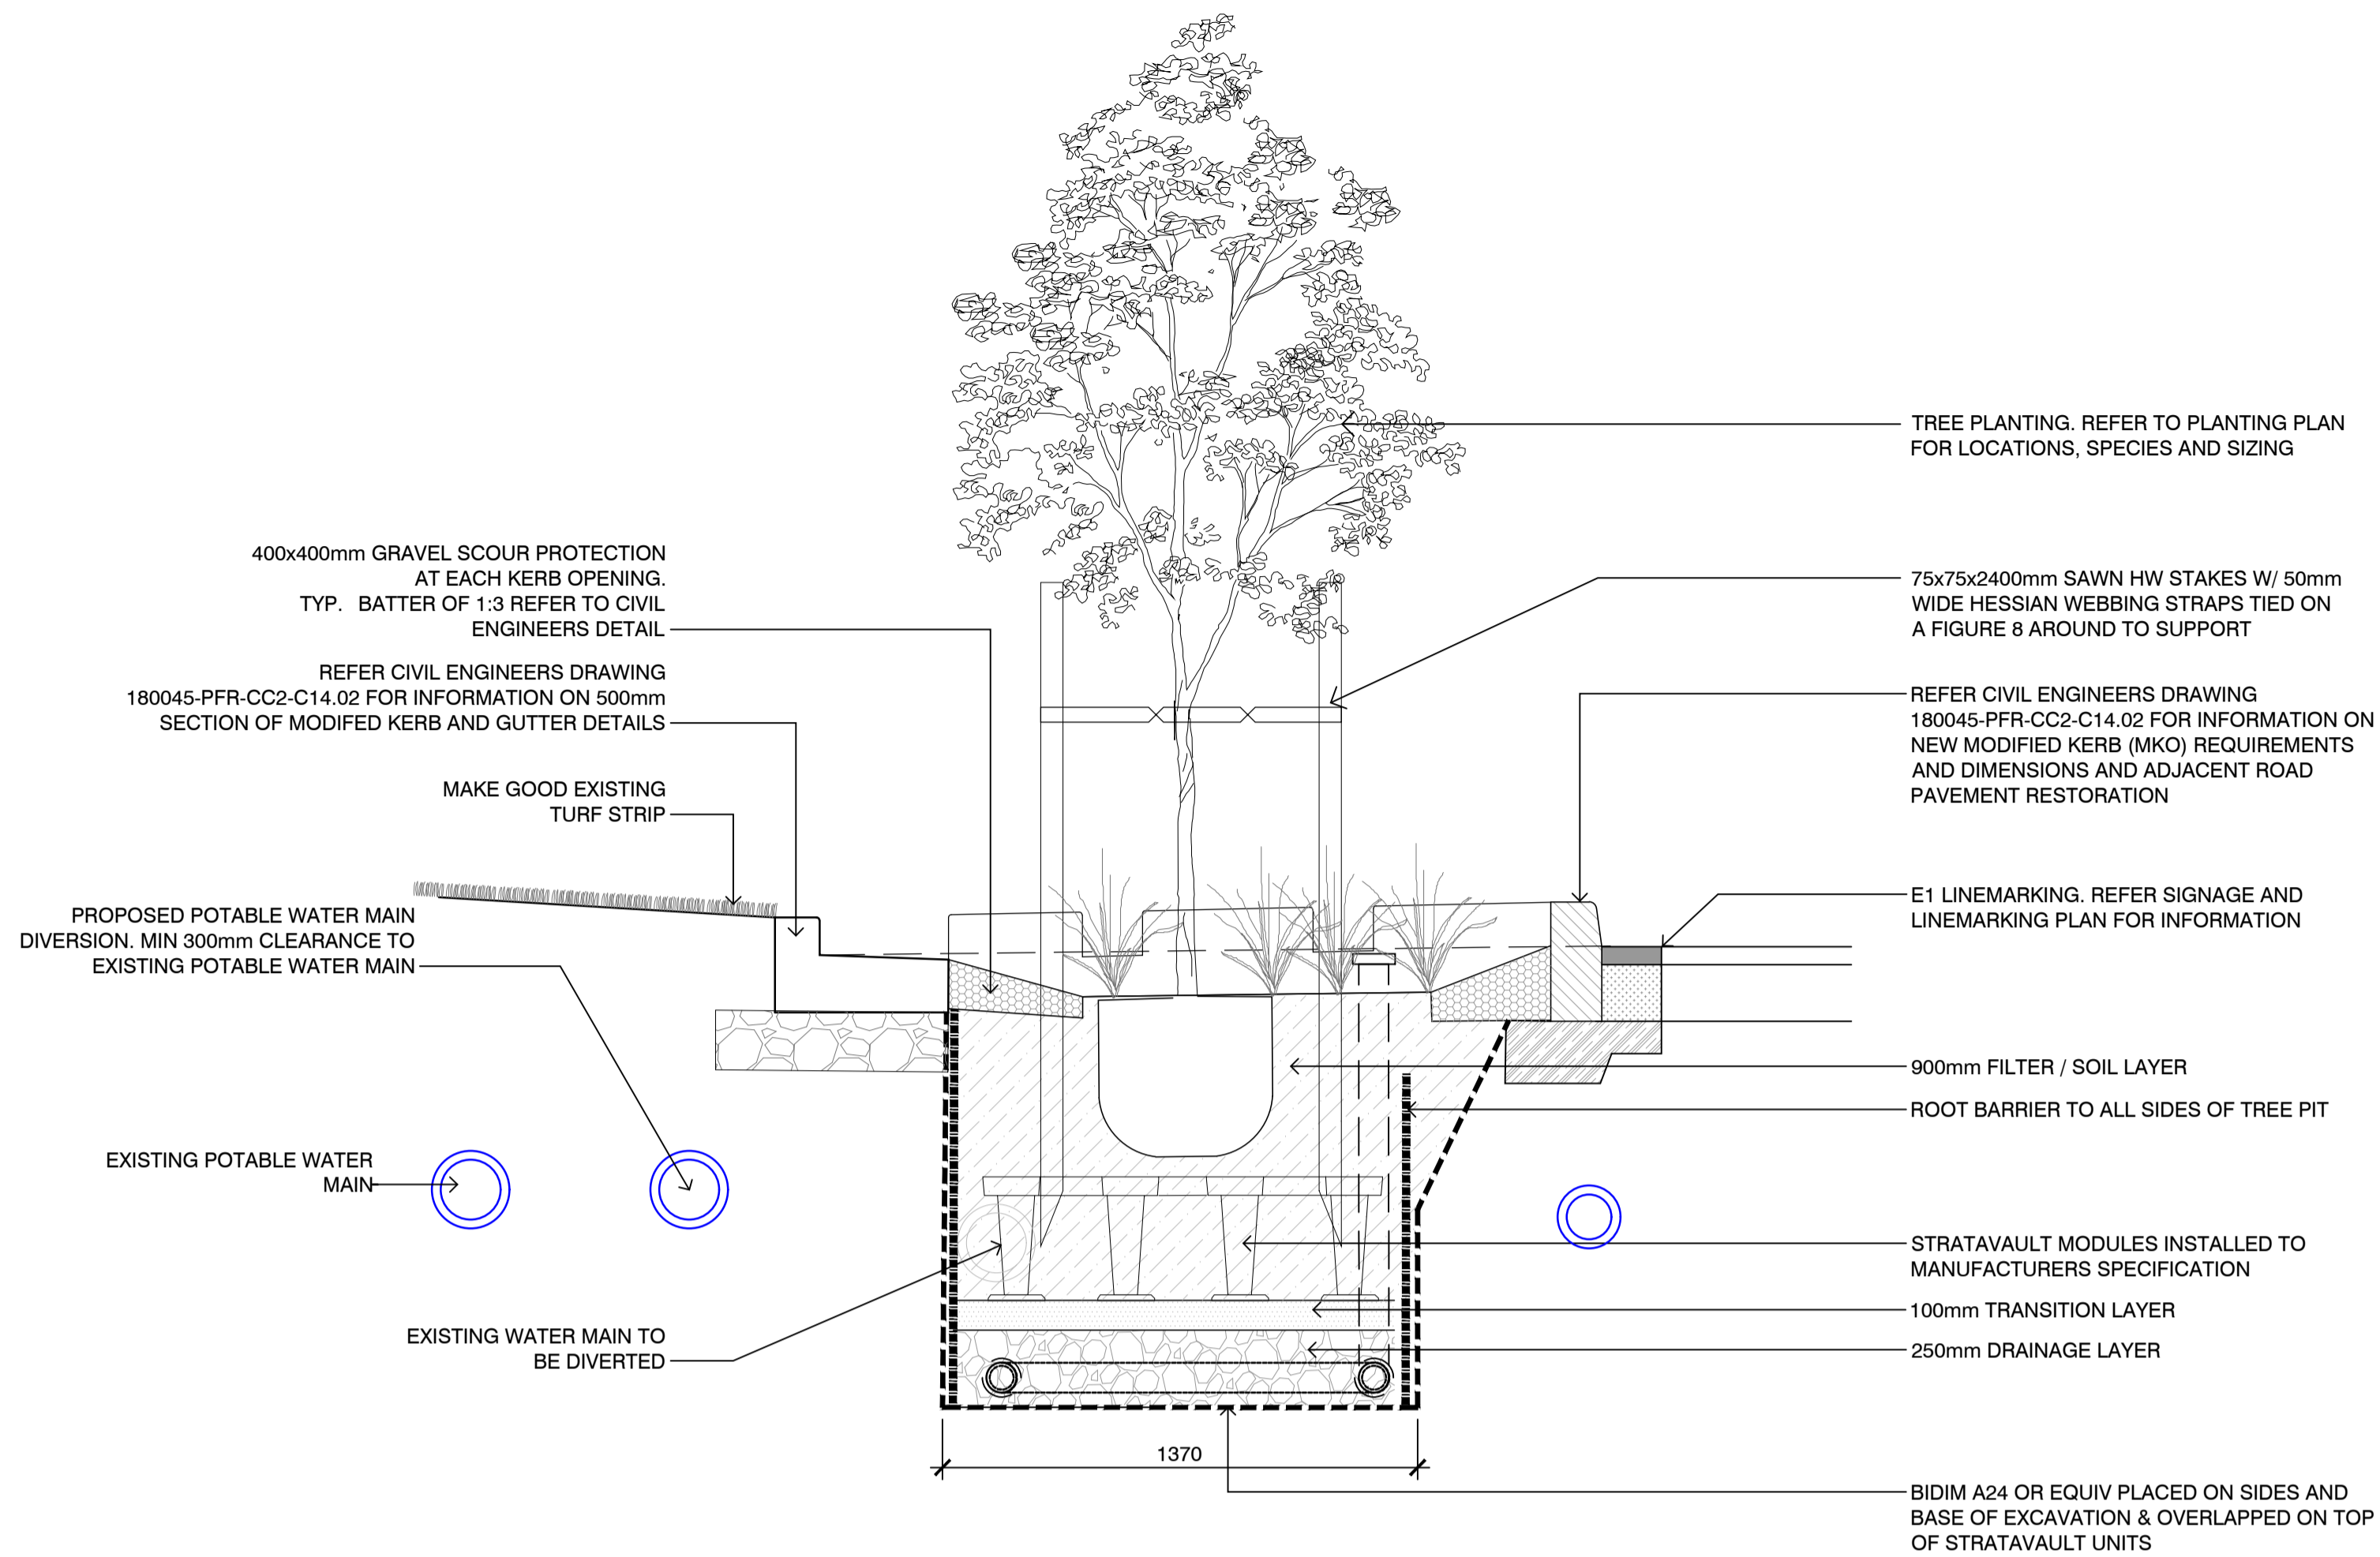 TREE PLANTING. REFER TO PLANTING PLAN
FOR LOCATIONS, SPECIES AND SIZING
400x400mm GRAVEL SCOUR PROTECTION
AT EACH KERB OPENING.
TYP. BATTER OF 1:3 REFER TO CIVIL
ENGINEERS DETAIL
75x75x2400mm SAWN HW STAKES W/ 50mm
WIDE HESSIAN WEBBING STRAPS TIED ON
A FIGURE 8 AROUND TO SUPPORT
REFER CIVIL ENGINEERS DRAWING
180045-PFR-CC2-C14.02 FOR INFORMATION ON 500mm
SECTION OF MODIFED KERB AND GUTTER DETAILS
REFER CIVIL ENGINEERS DRAWING
180045-PFR-CC2-C14.02 FOR INFORMATION ON
NEW MODIFIED KERB (MKO) REQUIREMENTS
AND DIMENSIONS AND ADJACENT ROAD
PAVEMENT RESTORATION
MAKE GOOD EXISTING
TURF STRIP
E1 LINEMARKING. REFER SIGNAGE AND
LINEMARKING PLAN FOR INFORMATION
PROPOSED POTABLE WATER MAIN
DIVERSION. MIN 300mm CLEARANCE TO
EXISTING POTABLE WATER MAIN
900mm FILTER / SOIL LAYER
ROOT BARRIER TO ALL SIDES OF TREE PIT
EXISTING POTABLE WATER
MAIN
STRATAVAULT MODULES INSTALLED TO
MANUFACTURERS SPECIFICATION
100mm TRANSITION LAYER
EXISTING WATER MAIN TO
BE DIVERTED
250mm DRAINAGE LAYER
1370
BIDIM A24 OR EQUIV PLACED ON SIDES AND
BASE OF EXCAVATION & OVERLAPPED ON TOP
OF STRATAVAULT UNITS